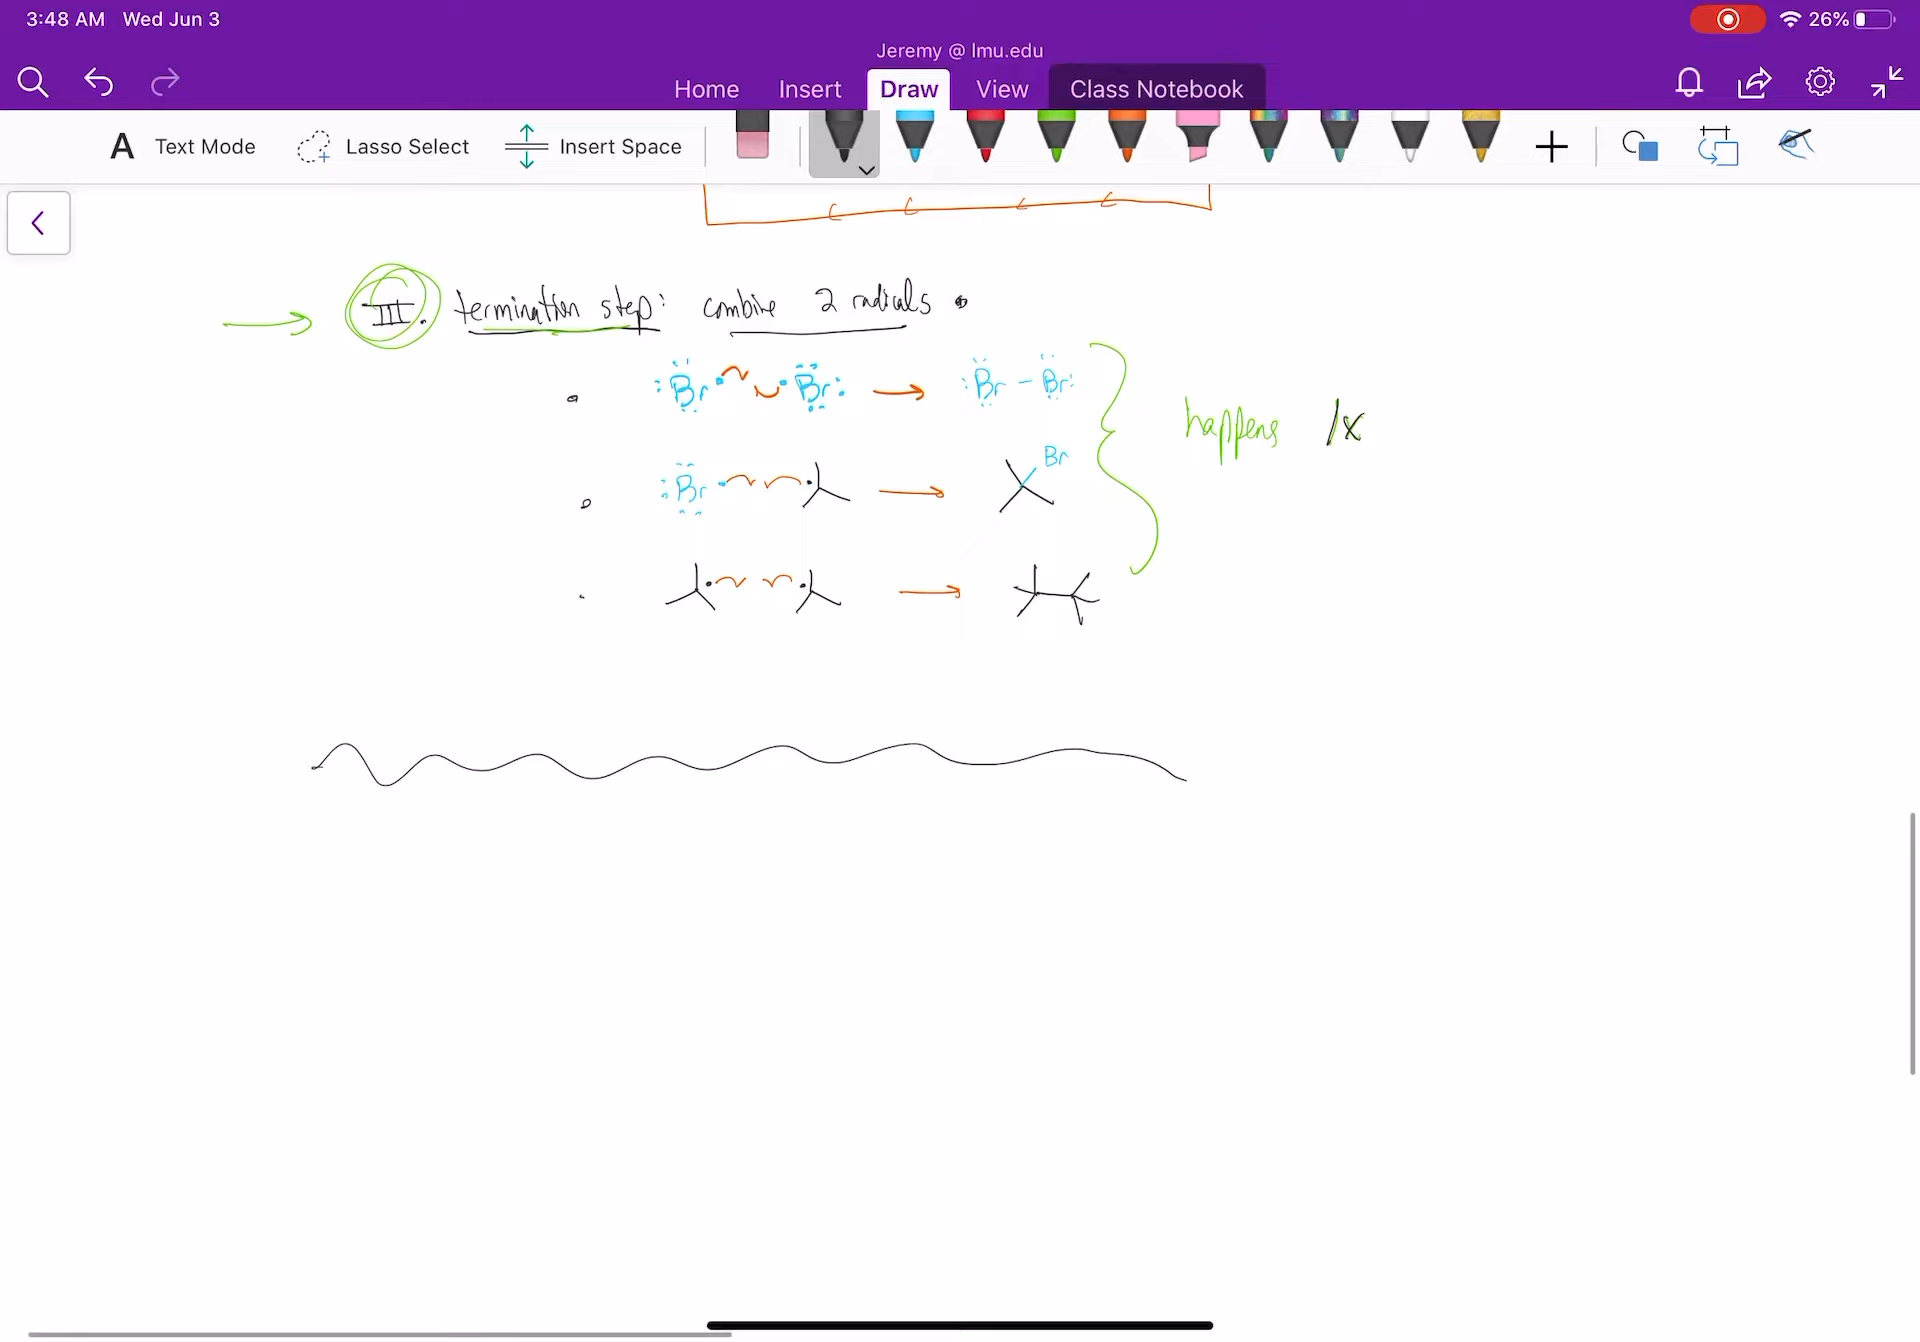 3:48 AM Wed Jun 3
26%
Jeremy @ lmu.edu
Home Insert Draw View Class Notebook
A Text Mode Lasso Select Insert Space
III. termination step: combine 2 radicals
:Br· ·Br: → :Br – Br:
happens 1x
:Br· · → Br